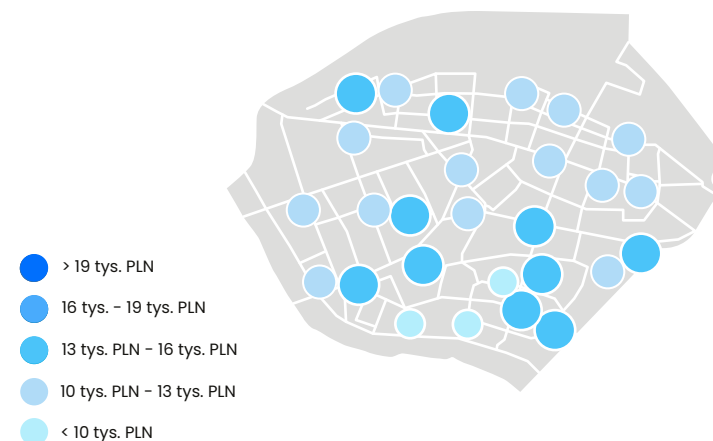 > 19 tys. PLN
16 tys. - 19 tys. PLN
13 tys. PLN - 16 tys. PLN
10 tys. PLN - 13 tys. PLN
< 10 tys. PLN